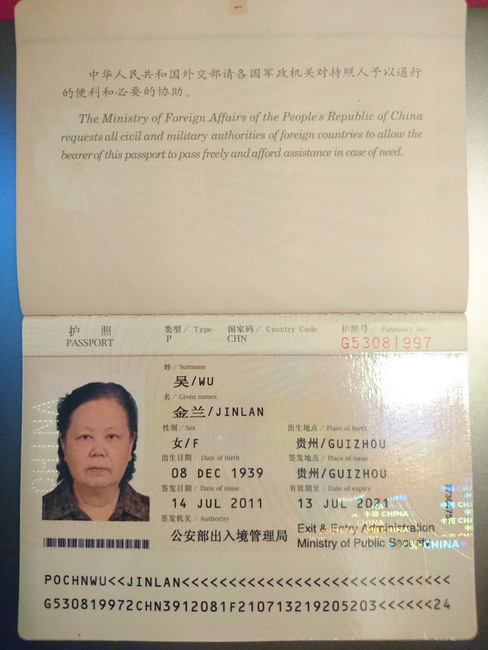 1
中华人民共和国外交部请各国军政机关对持照人予以通行
的便利和必要的协助。
The Ministry of Foreign Affairs of the People's Republic of China
requests all civil and military authorities of foreign countries to allow the
bearer of this passport to pass freely and afford assistance in case of need.
护 照
PASSPORT
类型 / Type 国家码 / Country Code 护照号 / Passport No.
P CHN G53081997
姓 / Surname
吴/WU
名 / Given names
金兰/JINLAN
性别 / Sex 出生地点 / Place of birth
女/F 贵州/GUIZHOU
出生日期 / Date of birth 签发地点 / Place of issue
08 DEC 1939 贵州/GUIZHOU
签发日期 / Date of issue 有效期至 / Date of expiry
14 JUL 2011 13 JUL 2021
签发机关 / Authority
公安部出入境管理局 Exit & Entry Administration
Ministry of Public Security
中国 CHINA
CHINA
POCHNWU<<JINLAN<<<<<<<<<<<<<<<<<<<<<<<<<<<<<
G530819972CHN3912081F210713219205203<<<<<<24